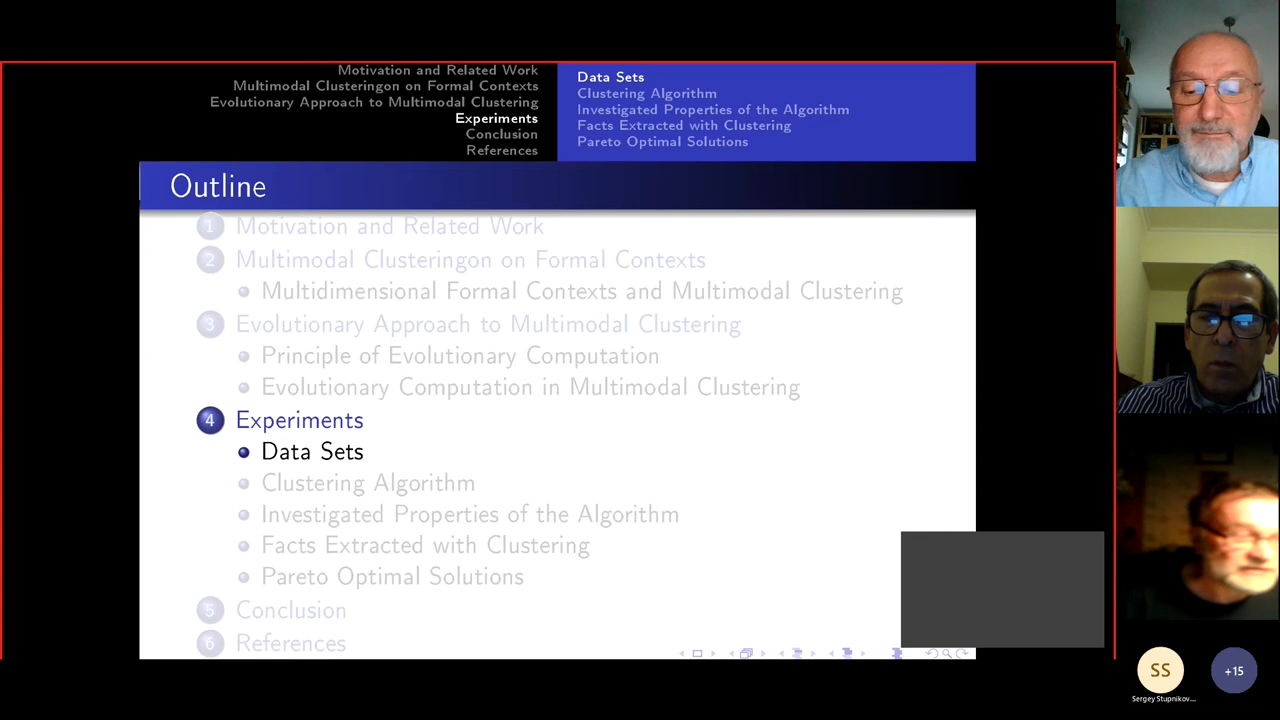 Motivation and Related Work
Multimodal Clusteringon on Formal Contexts
Evolutionary Approach to Multimodal Clustering
Experiments
Conclusion
References
Data Sets
Clustering Algorithm
Investigated Properties of the Algorithm
Facts Extracted with Clustering
Pareto Optimal Solutions
Outline
1 Motivation and Related Work
2 Multimodal Clusteringon on Formal Contexts
Multidimensional Formal Contexts and Multimodal Clustering
3 Evolutionary Approach to Multimodal Clustering
Principle of Evolutionary Computation
Evolutionary Computation in Multimodal Clustering
4 Experiments
Data Sets
Clustering Algorithm
Investigated Properties of the Algorithm
Facts Extracted with Clustering
Pareto Optimal Solutions
5 Conclusion
6 References
SS
Sergey Stupnikov...
+15